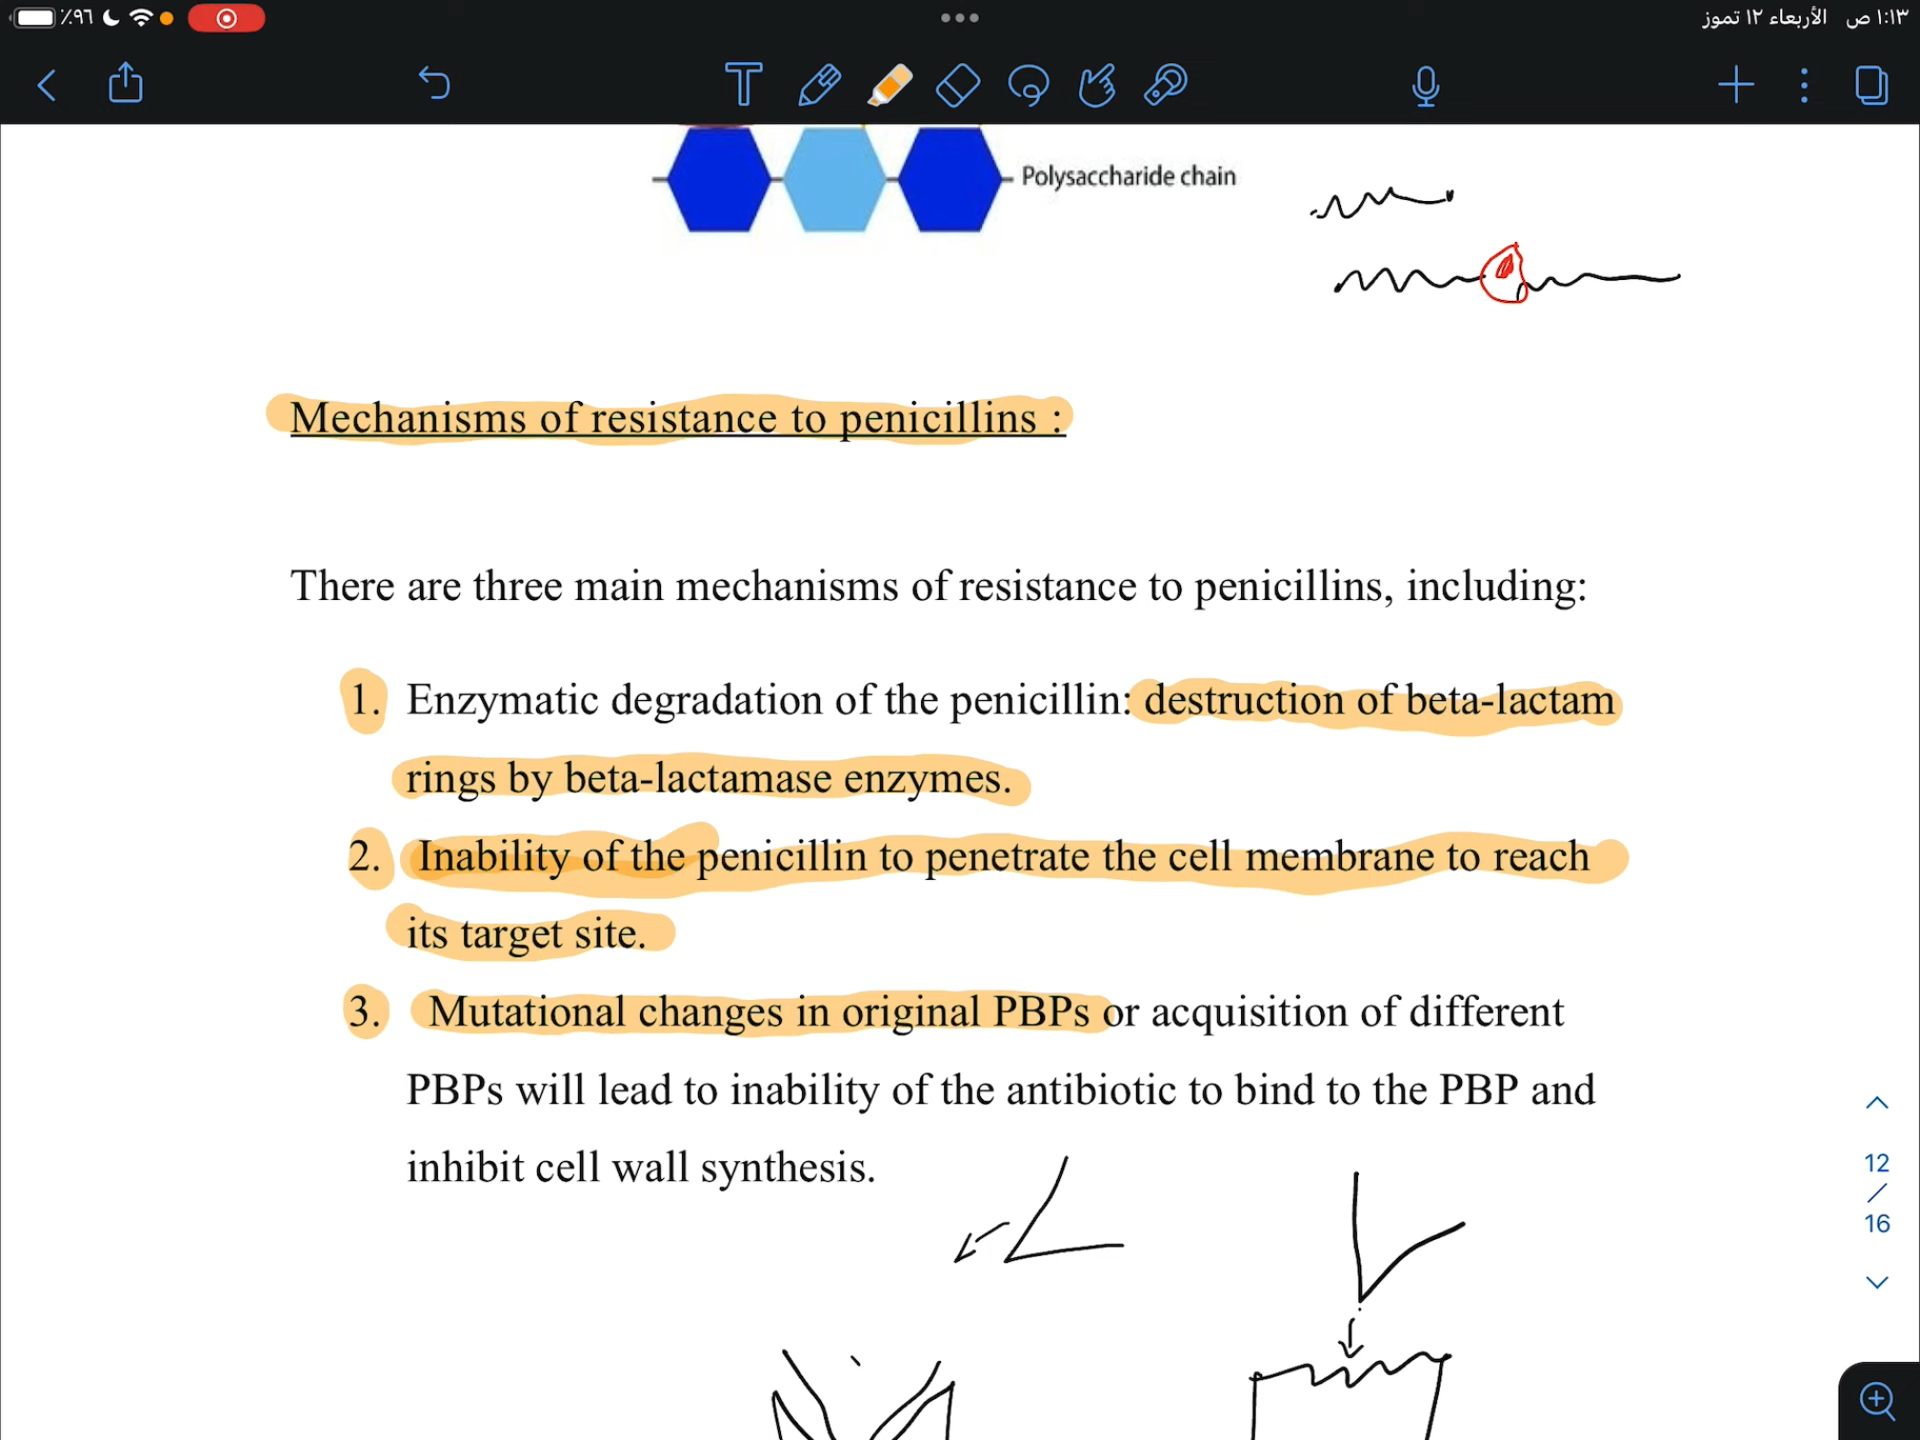 ٪٩٦
١:١٣ ص الأربعاء ١٢ تموز
Polysaccharide chain
Mechanisms of resistance to penicillins :
There are three main mechanisms of resistance to penicillins, including:
1. Enzymatic degradation of the penicillin: destruction of beta-lactam
rings by beta-lactamase enzymes.
2. Inability of the penicillin to penetrate the cell membrane to reach
its target site.
3. Mutational changes in original PBPs or acquisition of different
PBPs will lead to inability of the antibiotic to bind to the PBP and
inhibit cell wall synthesis.
12
/
16